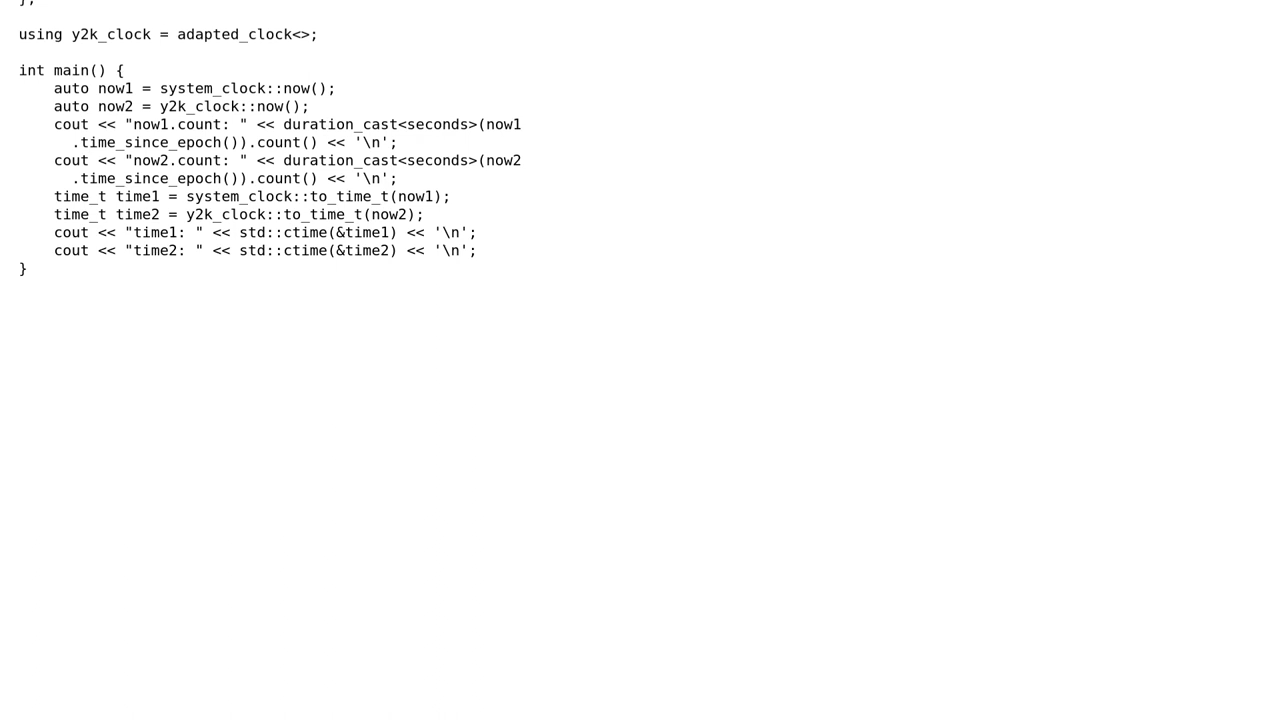 };
using y2k_clock = adapted_clock<>;
int main() {
    auto now1 = system_clock::now();
    auto now2 = y2k_clock::now();
    cout << "now1.count: " << duration_cast<seconds>(now1
      .time_since_epoch()).count() << '\n';
    cout << "now2.count: " << duration_cast<seconds>(now2
      .time_since_epoch()).count() << '\n';
    time_t time1 = system_clock::to_time_t(now1);
    time_t time2 = y2k_clock::to_time_t(now2);
    cout << "time1: " << std::ctime(&time1) << '\n';
    cout << "time2: " << std::ctime(&time2) << '\n';
}